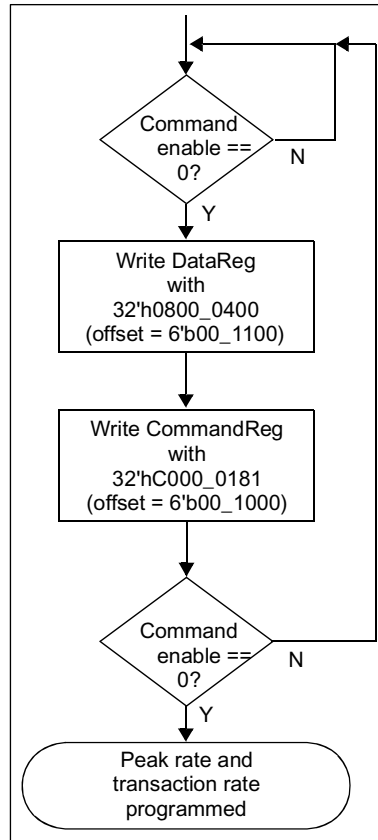 Command
enable ==
0?
N
Y
Write DataReg
with
32'h0800_0400
(offset = 6'b00_1100)
Write CommandReg
with
32'hC000_0181
(offset = 6'b00_1000)
Command
enable ==
0?
N
Y
Peak rate and
transaction rate
programmed